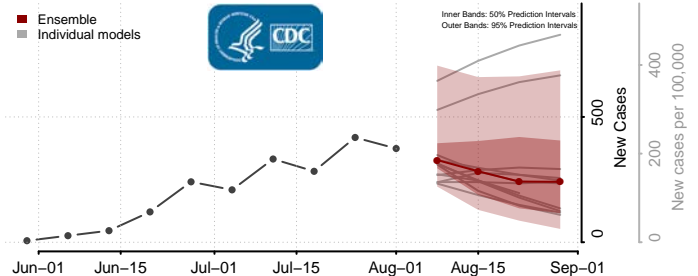 Ensemble
Individual models
CDC
Inner Bands: 50% Prediction Intervals
Outer Bands: 95% Prediction Intervals
500
0
New Cases
400
200
0
New cases per 100,000
Jun−01
Jun−15
Jul−01
Jul−15
Aug−01
Aug−15
Sep−01